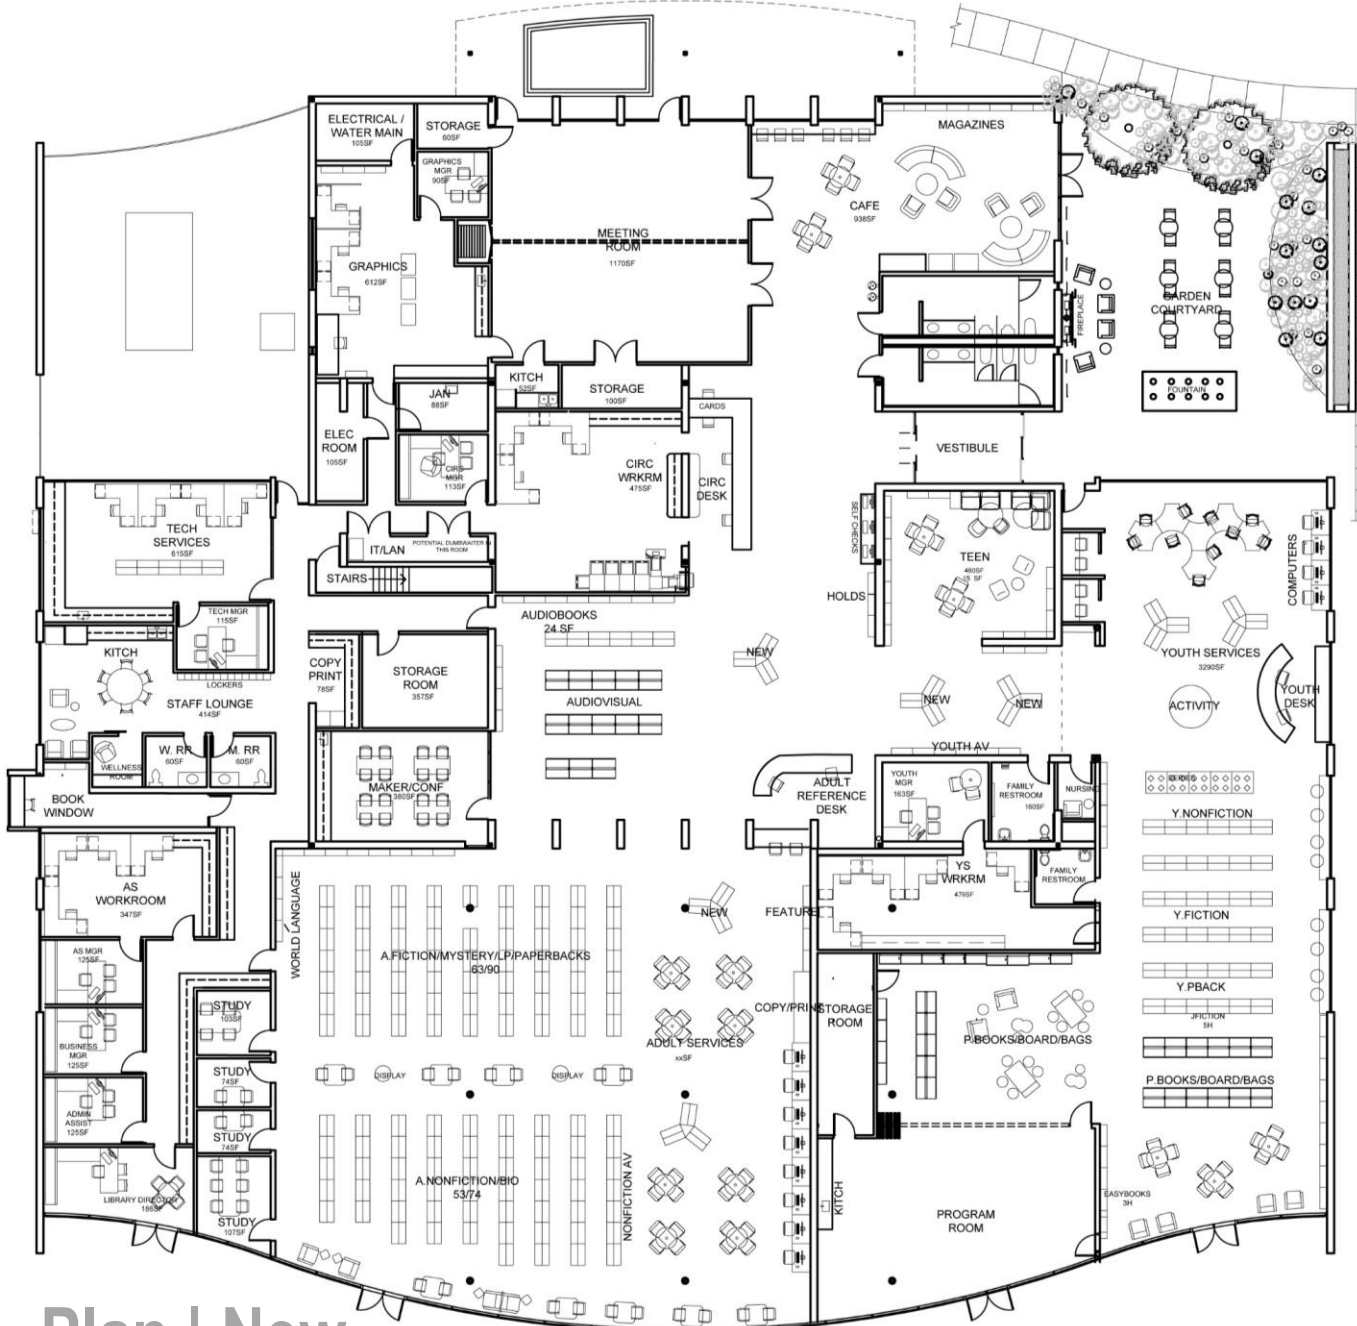 ELECTRICAL /
WATER MAIN
105SF
STORAGE
60SF
GRAPHICS
MGR
90SF
GRAPHICS
612SF
MEETING
ROOM
1170SF
MAGAZINES
CAFE
938SF
GARDEN
COURTYARD
FIREPLACE
FOUNTAIN
KITCH
52SF
STORAGE
100SF
JAN
88SF
ELEC
ROOM
105SF
CIRC
MGR
113SF
CARDS
CIRC
WRKRM
475SF
CIRC
DESK
VESTIBULE
TECH
SERVICES
615SF
IT/LAN
POTENTIAL DUMBWAITER IN
THIS ROOM
STAIRS
SELF CHECKS
TEEN
480SF
HOLDS
COMPUTERS
TECH MGR
115SF
AUDIOBOOKS
24 SF
KITCH
LOCKERS
STAFF LOUNGE
414SF
COPY
PRINT
78SF
STORAGE
ROOM
357SF
AUDIOVISUAL
NEW
NEW
NEW
YOUTH SERVICES
3290SF
YOUTH
DESK
ACTIVITY
YOUTH AV
WELLNESS
ROOM
W. RR
60SF
M. RR
60SF
MAKER/CONF
380SF
BOOK
WINDOW
ADULT
REFERENCE
DESK
YOUTH
MGR
163SF
FAMILY
RESTROOM
160SF
NURSING
Y.NONFICTION
AS
WORKROOM
347SF
WORLD LANGUAGE
NEW
FEATURE
YS
WRKRM
476SF
FAMILY
RESTROOM
Y.FICTION
AS MGR
125SF
A.FICTION/MYSTERY/LP/PAPERBACKS
63/90
STUDY
103SF
COPY/PRINT
STORAGE
ROOM
Y.PBACK
JFICTION
5H
BUSINESS
MGR
125SF
ADULT SERVICES
xxSF
P.BOOKS/BOARD/BAGS
STUDY
74SF
DISPLAY
DISPLAY
P.BOOKS/BOARD/BAGS
ADMIN
ASSIST
125SF
STUDY
74SF
A.NONFICTION/BIO
53/74
NONFICTION AV
KITCH
EASYBOOKS
3H
LIBRARY DIRECTOR
186SF
STUDY
107SF
PROGRAM
ROOM
Plan | New